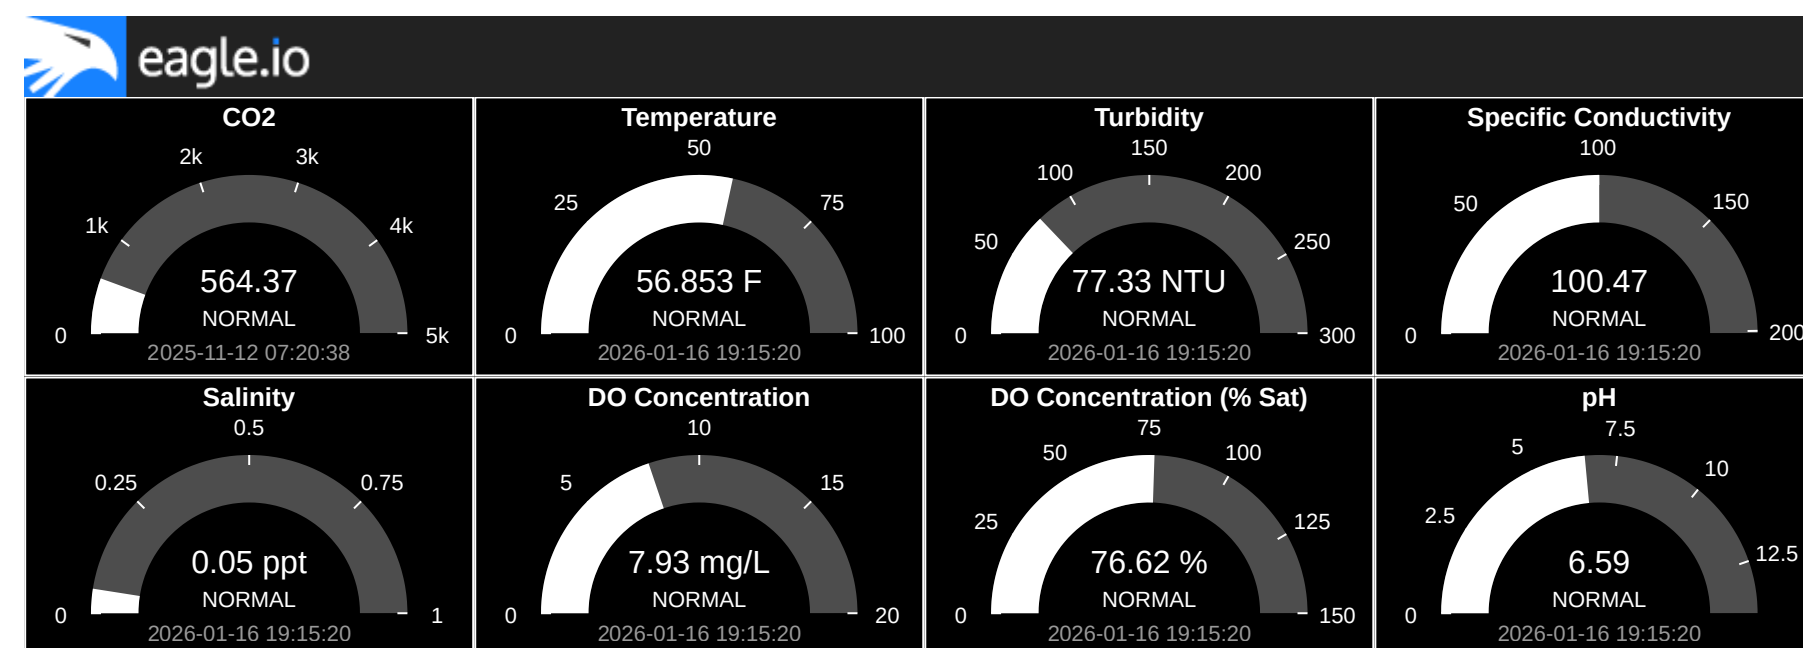 eagle.io
CO2
2k
3k
1k
4k
564.37
NORMAL
0
5k
2025-11-12 07:20:38
Temperature
50
25
75
56.853 F
NORMAL
0
100
2026-01-16 19:15:20
Turbidity
150
100
200
50
250
77.33 NTU
NORMAL
0
300
2026-01-16 19:15:20
Specific Conductivity
100
50
150
100.47
NORMAL
0
200
2026-01-16 19:15:20
Salinity
0.5
0.25
0.75
0.05 ppt
NORMAL
0
1
2026-01-16 19:15:20
DO Concentration
10
5
15
7.93 mg/L
NORMAL
0
20
2026-01-16 19:15:20
DO Concentration (% Sat)
75
50
100
25
125
76.62 %
NORMAL
0
150
2026-01-16 19:15:20
pH
7.5
5
10
2.5
12.5
6.59
NORMAL
0
2026-01-16 19:15:20